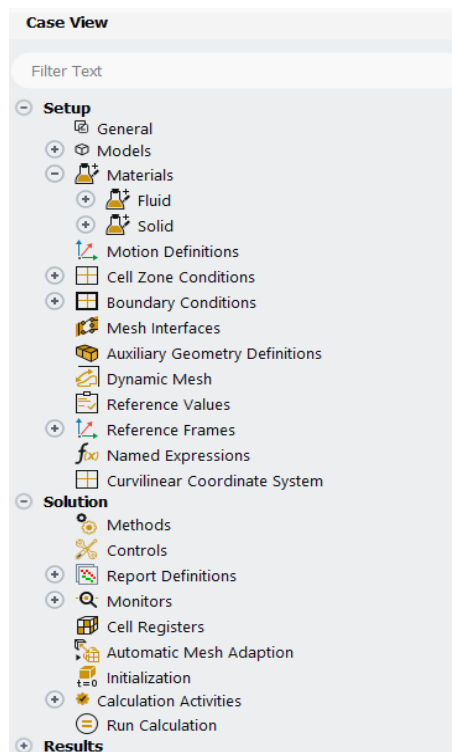 Case View
Filter Text
Setup
General
Models
Materials
Fluid
Solid
Motion Definitions
Cell Zone Conditions
Boundary Conditions
Mesh Interfaces
Auxiliary Geometry Definitions
Dynamic Mesh
Reference Values
Reference Frames
f(x) Named Expressions
Curvilinear Coordinate System
Solution
Methods
Controls
Report Definitions
Monitors
Cell Registers
Automatic Mesh Adaption
t=0 Initialization
Calculation Activities
Run Calculation
Results